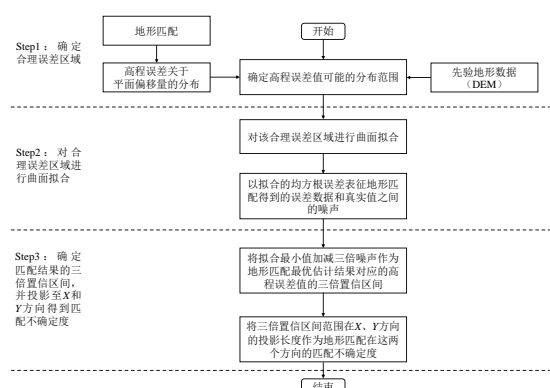 Step1：确定
合理误差区域
地形匹配
开始
高程误差关于
平面偏移量的分布
确定高程误差值可能的分布范围
先验地形数据
（DEM）
Step2：对合
理误差区域进
行曲面拟合
对该合理误差区域进行曲面拟合
以拟合的均方根误差表征地形匹
配得到的误差数据和真实值之间
的噪声
Step3：确定
匹配结果的三
倍置信区间，
并投影至X和
Y方向得到匹
配不确定度
将拟合最小值加减三倍噪声作为
地形匹配最优估计结果对应的高
程误差值的三倍置信区间
将三倍置信区间范围在X、Y方向
的投影长度作为地形匹配在这两
个方向的匹配不确定度
结束